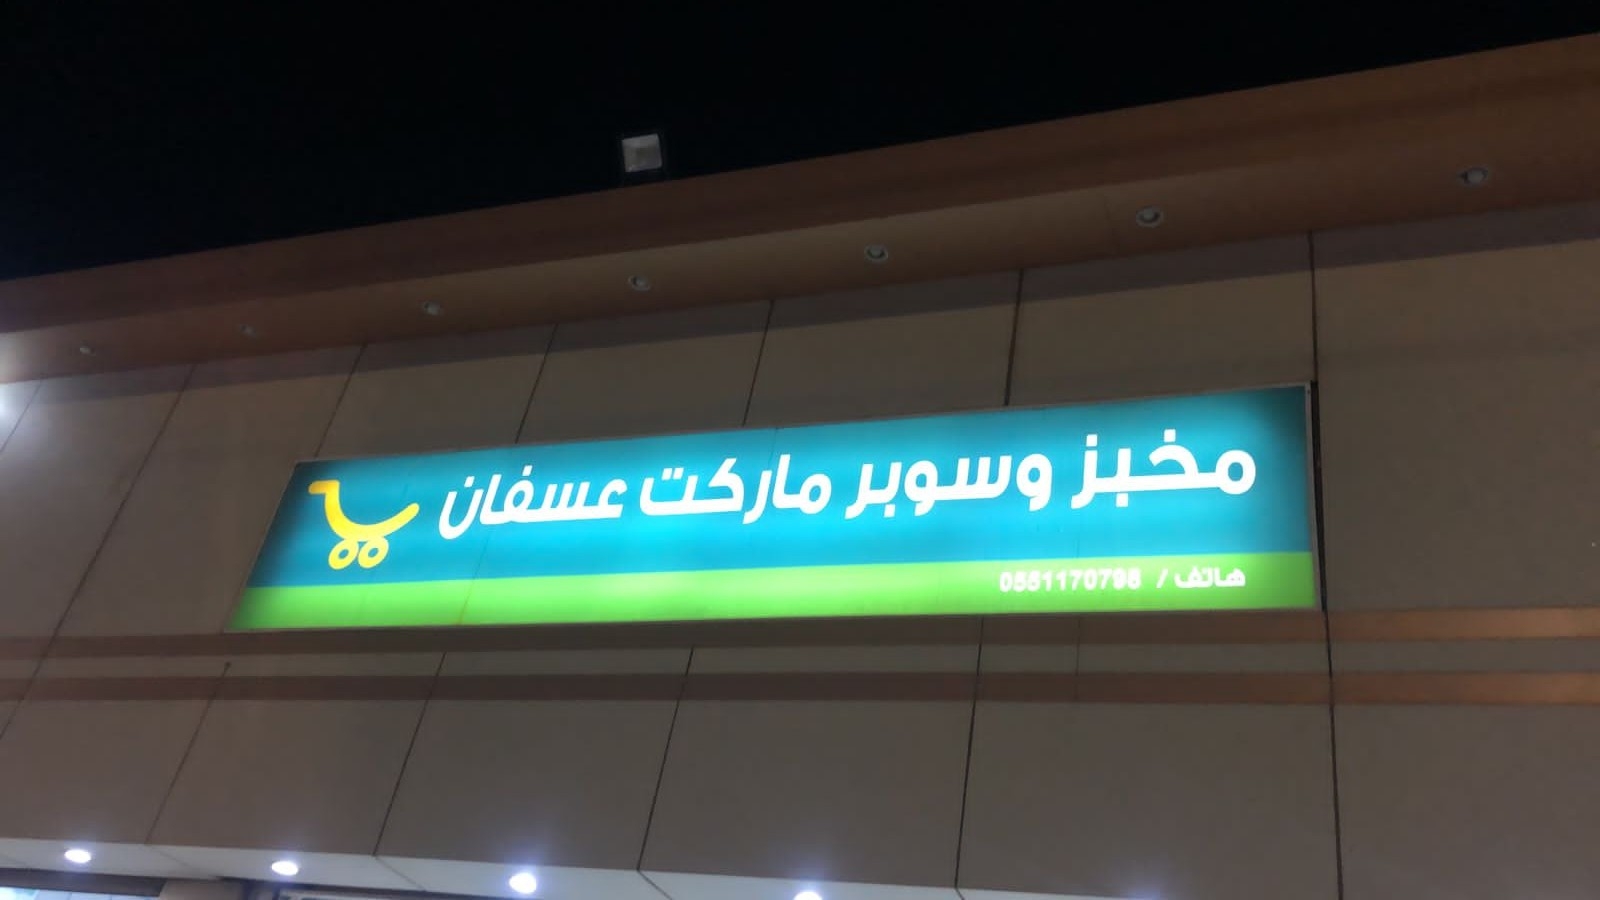 مخبز وسوبر ماركت عسفان
هاتف / 0551170798